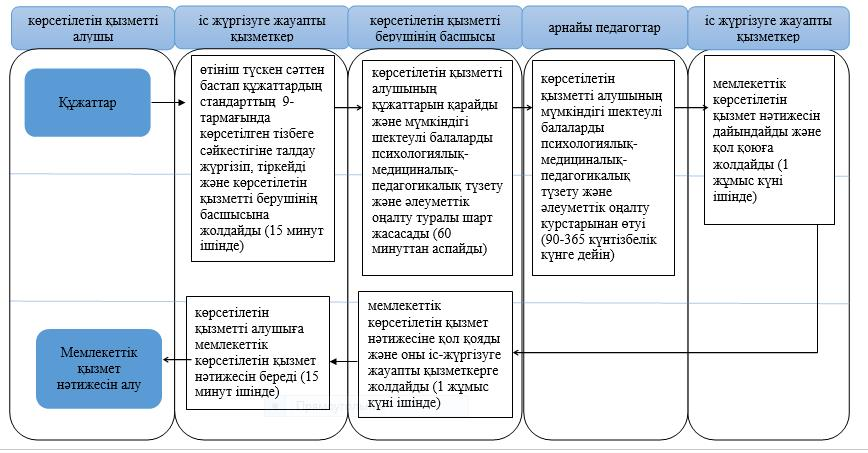 көрсетілетін қызметті
алушы
іс жүргізуге жауапты
қызметкер
көрсетілетін қызметті
берушінің басшысы
арнайы педагогтар
іс жүргізуге жауапты
қызметкер
Құжаттар
өтініш түскен сәттен
бастап құжаттардың
стандарттың 9-
тармағында
көрсетілген тізбеге
сәйкестігіне талдау
жүргізіп, тіркейді
және көрсетілетін
қызметті берушінің
басшысына
жолдайды (15 минут
ішінде)
көрсетілетін қызметті
алушының
құжаттарын қарайды
және мүмкіндігі
шектеулі балаларды
психологиялық-
медициналық-
педагогикалық түзету
және әлеуметтік
оңалту туралы шарт
жасасады (60
минуттан аспайды)
көрсетілетін
қызметті алушының
мүмкіндігі шектеулі
балаларды
психологиялық-
медициналық-
педагогикалық
түзету және
әлеуметтік оңалту
курстарынан өтуі
(90-365 күнтізбелік
күнге дейін)
мемлекеттік
көрсетілетін
қызмет нәтижесін
дайындайды және
қол қоюға
жолдайды (1
жұмыс күні
ішінде)
Мемлекеттік
қызмет
нәтижесін алу
көрсетілетін
қызметті алушыға
мемлекеттік
көрсетілетін қызмет
нәтижесін береді (15
минут ішінде)
мемлекеттік
көрсетілетін қызмет
нәтижесіне қол қояды
және оны іс-жүргізуге
жауапты қызметкерге
жолдайды (1 жұмыс
күні ішінде)